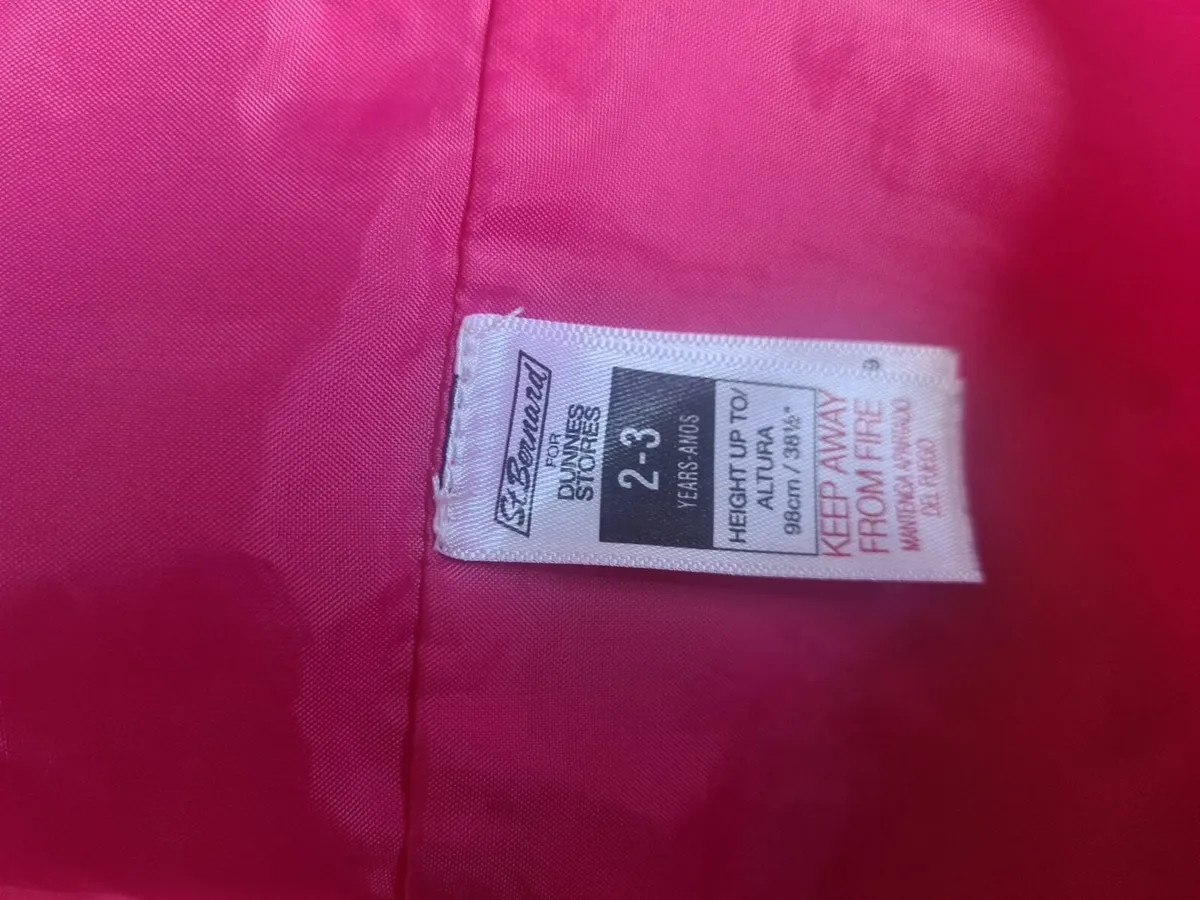 St. Bernard
FOR
DUNNES
STORES
2-3
YEARS-ANOS
HEIGHT UP TO/
ALTURA
98cm / 38½"
KEEP AWAY
FROM FIRE
MANTENGA APARTADO
DEL FUEGO